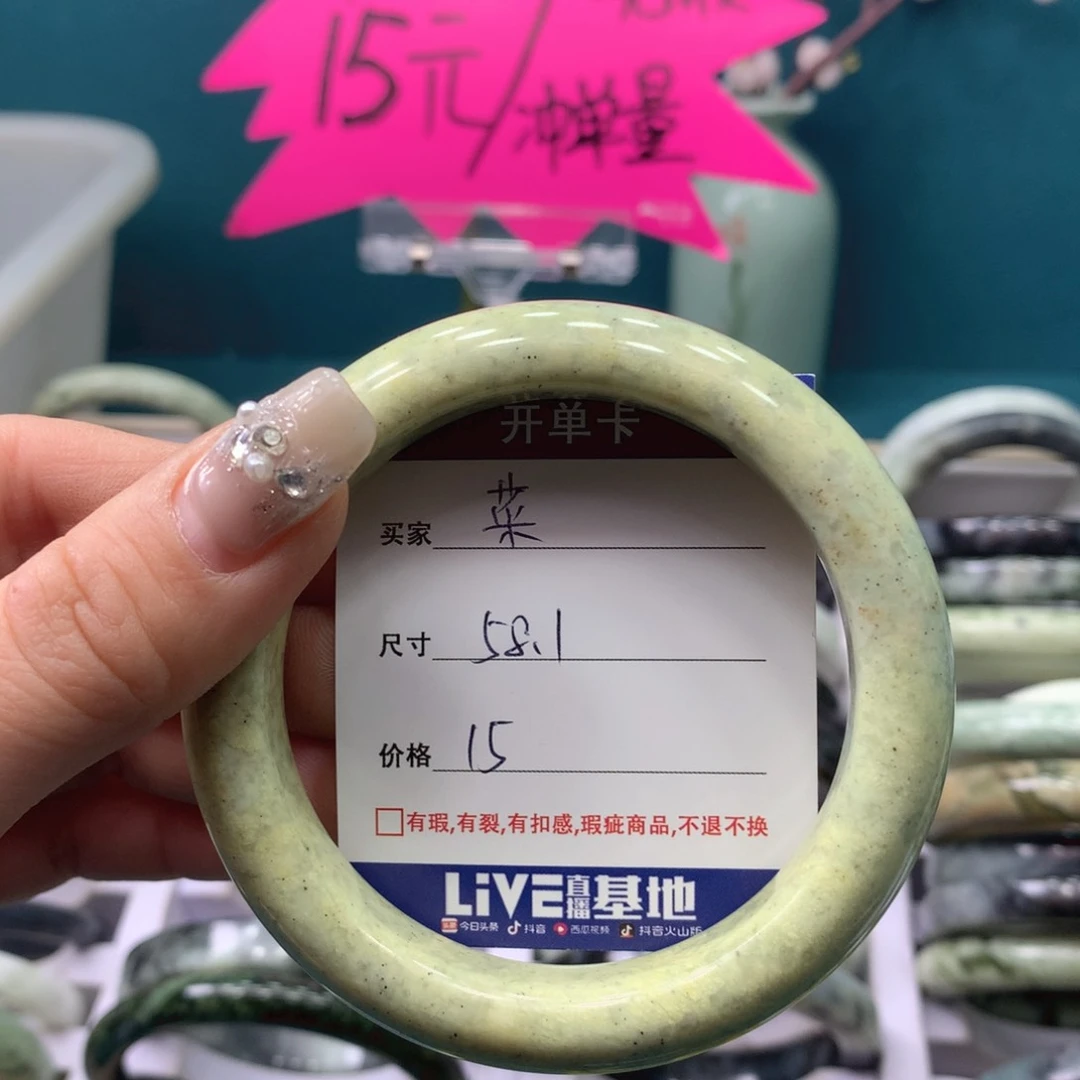 15元/冲单量
开单卡
买家 菜
尺寸 58.1
价格 15
有瑕,有裂,有扣感,瑕疵商品,不退不换
LiVE直播基地
今日头条 抖音 西瓜视频 抖音火山版